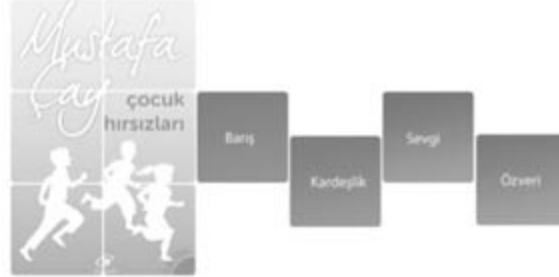 Mustafa
Çay
çocuk
hırsızları
Barış
Kardeşlik
Sevgi
Özveri